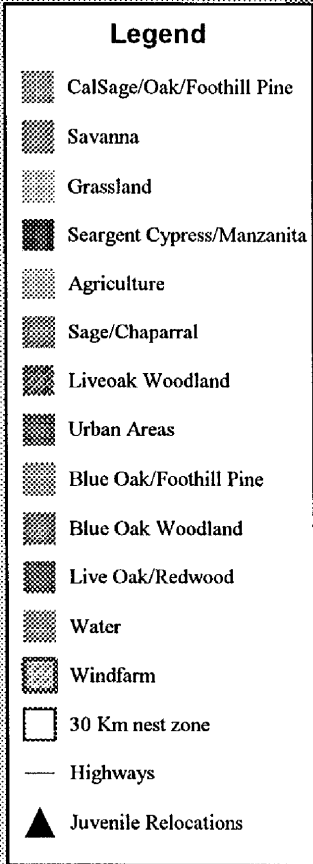 Legend
CalSage/Oak/Foothill Pine
Savanna
Grassland
Seargent Cypress/Manzanita
Agriculture
Sage/Chaparral
Liveoak Woodland
Urban Areas
Blue Oak/Foothill Pine
Blue Oak Woodland
Live Oak/Redwood
Water
Windfarm
30 Km nest zone
Highways
Juvenile Relocations